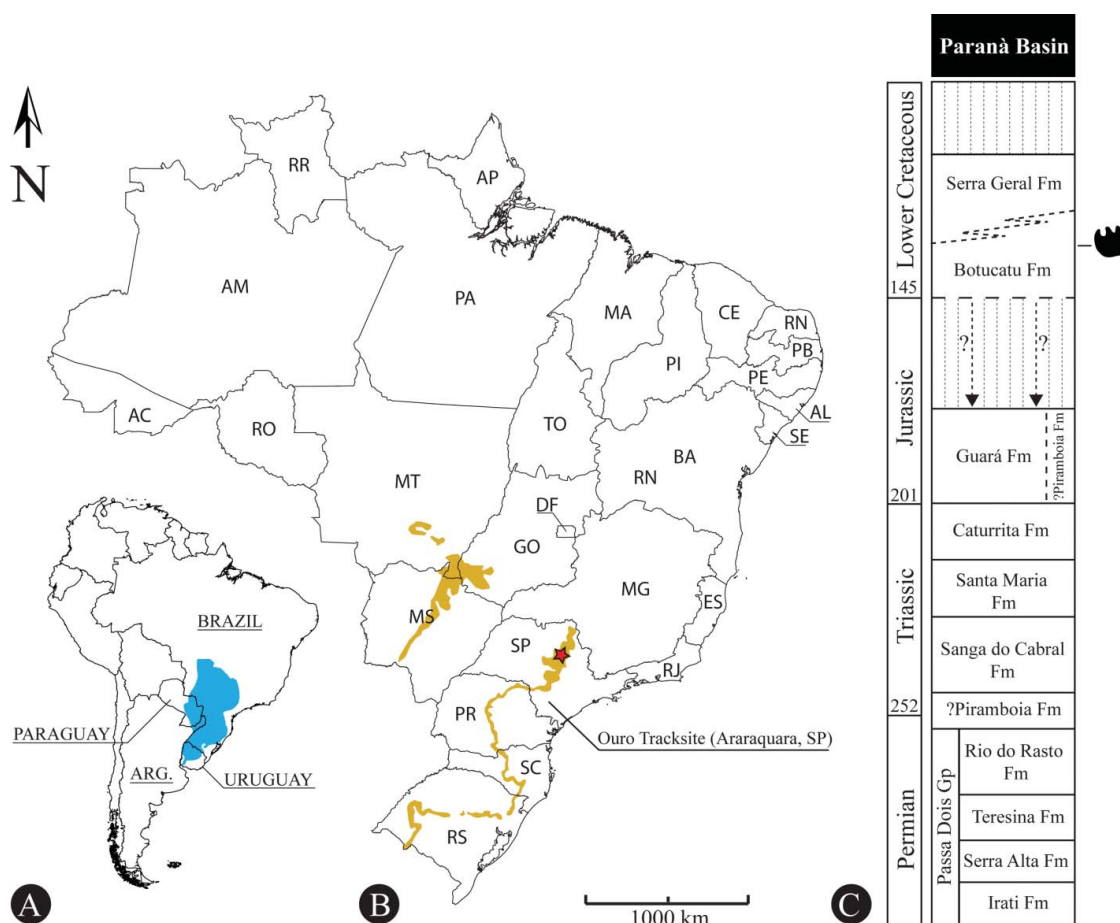 N
BRAZIL
PARAGUAY
ARG.
URUGUAY
A
RR
AP
AM
PA
MA
CE
RN
PB
PE
PI
AL
SE
AC
RO
TO
BA
RN
MT
DF
GO
MG
ES
MS
SP
RJ
PR
Ouro Tracksite (Araraquara, SP)
SC
RS
B
1000 km
C
Paranà Basin
Lower Cretaceous
145
Jurassic
201
Triassic
252
Permian
Serra Geral Fm
Botucatu Fm
?
?
Guará Fm
?Piramboia Fm
Caturrita Fm
Santa Maria
Fm
Sanga do Cabral
Fm
?Piramboia Fm
Passa Dois Gp
Rio do Rasto
Fm
Teresina Fm
Serra Alta Fm
Irati Fm